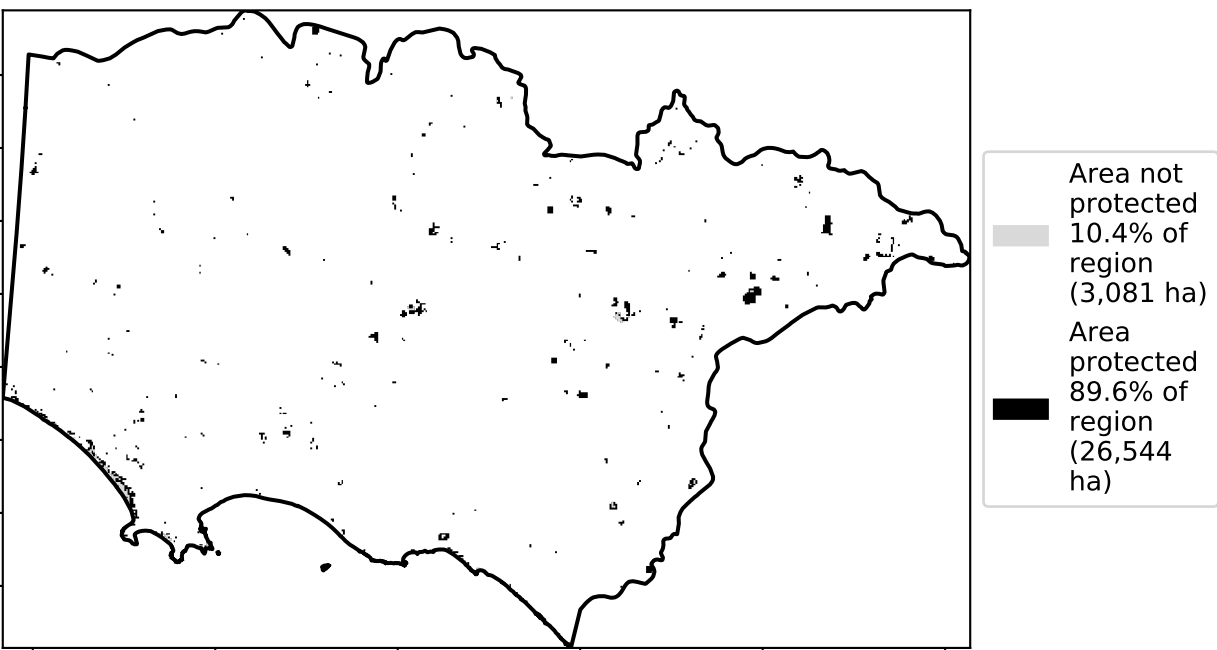 Area not
protected
10.4% of
region
(3,081 ha)
Area
protected
89.6% of
region
(26,544
ha)